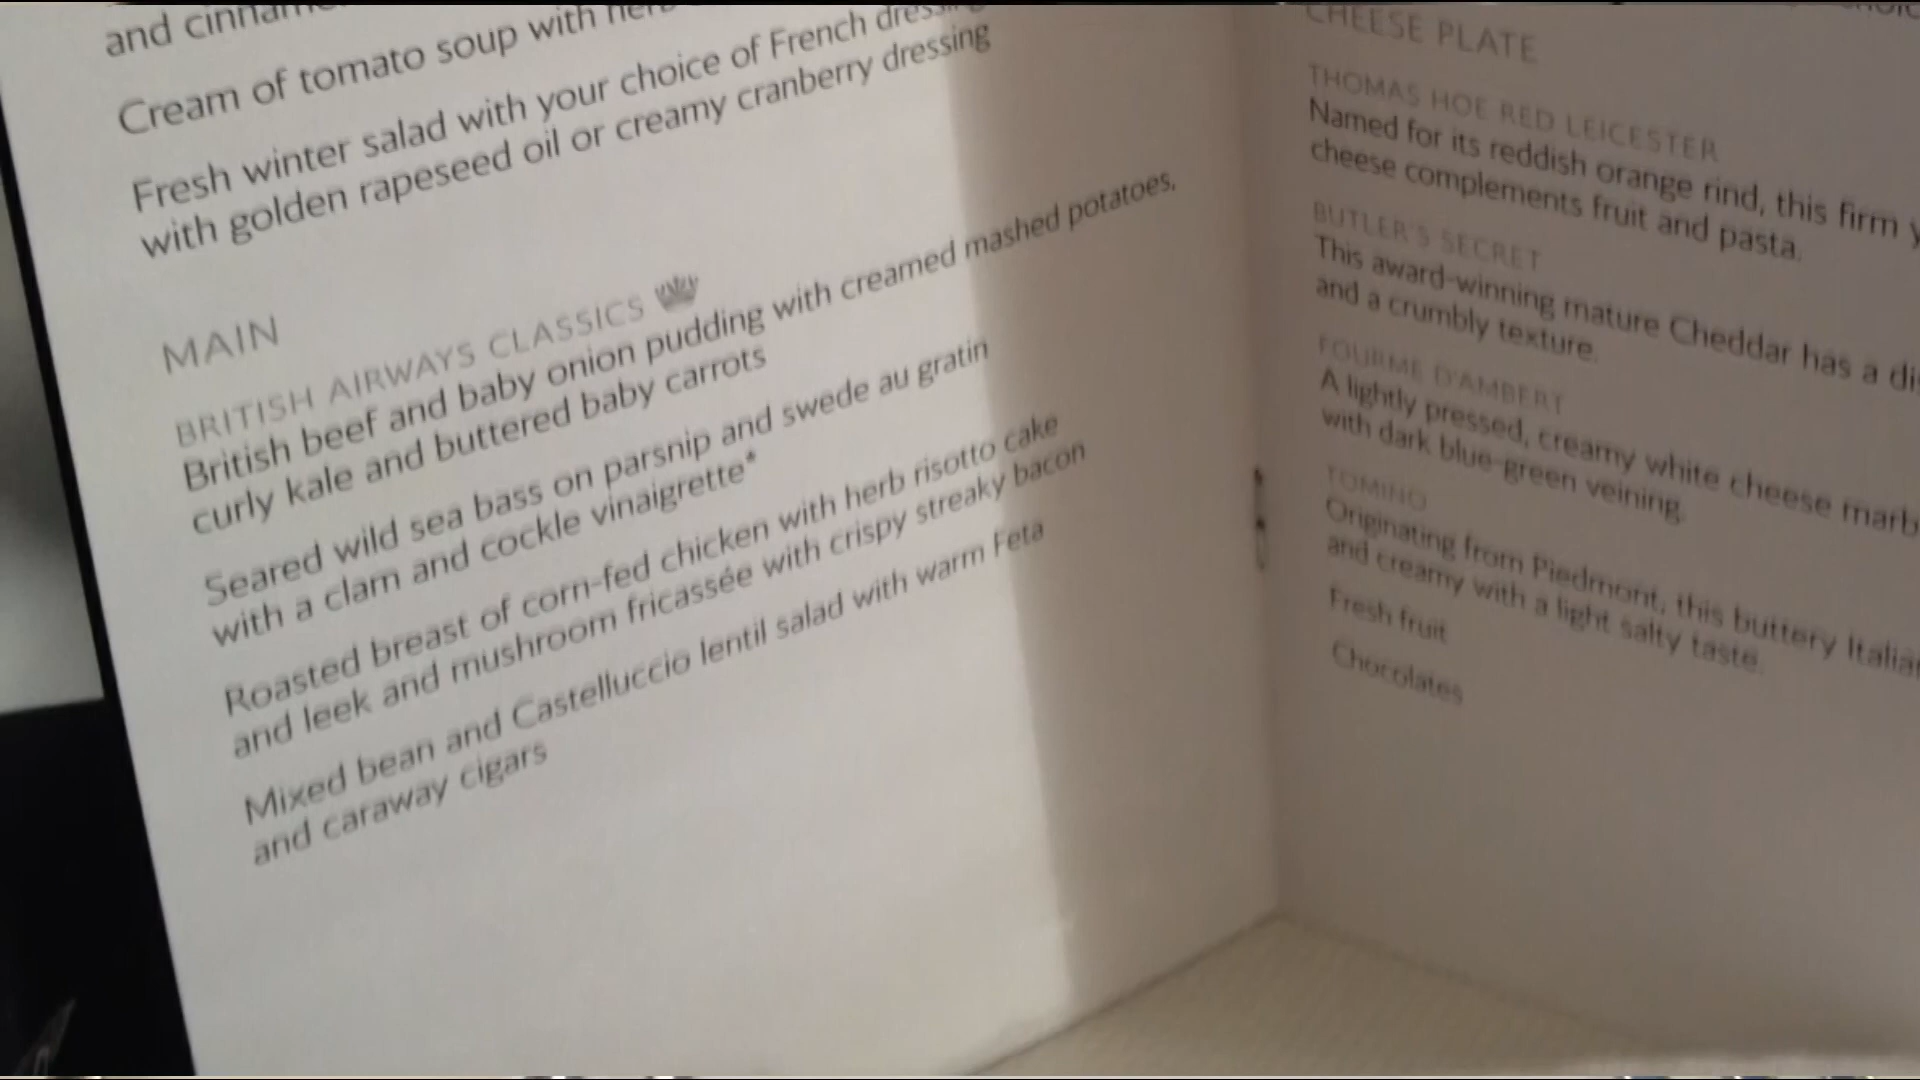 and
Cream of tomato soup with
Fresh winter salad with your choice of French
with golden rapeseed oil or creamy cranberry dressing
MAIN
BRITISH AIRWAYS CLASSICS
British beef and baby onion pudding with creamed mashed potatoes,
curly kale and buttered baby carrots
Seared wild sea bass on parsnip and swede au gratin
with a clam and cockle vinaigrette*
Roasted breast of corn-fed chicken with herb risotto cake
and leek and mushroom fricassée with crispy streaky bacon
Mixed bean and Castelluccio lentil salad with warm Feta
and caraway cigars
CHEESE PLATE
THOMAS HOE RED LEICESTER
Named for its reddish orange rind, this firm
cheese complements fruit and pasta.
BUTLER'S SECRET
This award-winning mature Cheddar has a
and a crumbly texture.
FOURME D'AMBERT
A lightly pressed, creamy white cheese
with dark blue-green veining.
TOMINO
Originating from Piedmont, this buttery
and creamy with a light salty taste.
Fresh fruit
Chocolates